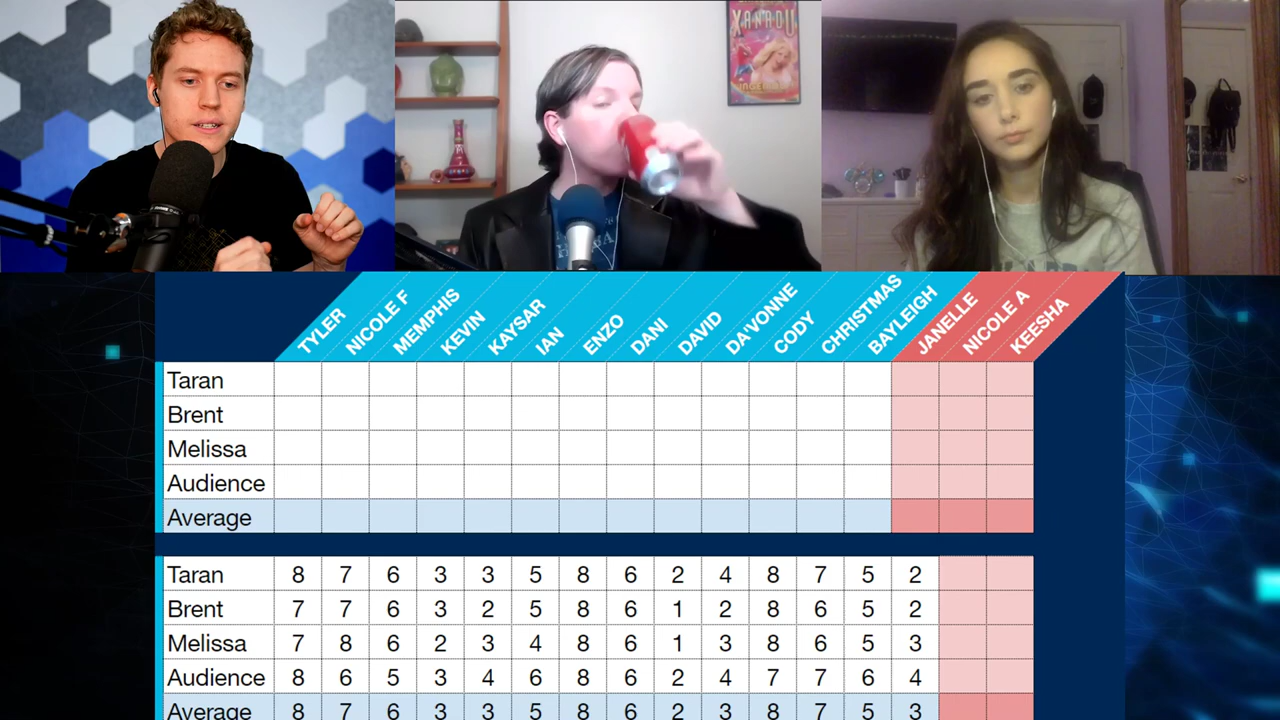 XANADU
TYLER
NICOLE F
MEMPHIS
KEVIN
KAYSAR
IAN
ENZO
DANI
DAVID
DA'VONNE
CODY
CHRISTMAS
BAYLEIGH
JANELLE
NICOLE A
KEESHA
Taran
Brent
Melissa
Audience
Average
Taran 8 7 6 3 3 5 8 6 2 4 8 7 5 2
Brent 7 7 6 3 2 5 8 6 1 2 8 6 5 2
Melissa 7 8 6 2 3 4 8 6 1 3 8 6 5 3
Audience 8 6 5 3 4 6 8 6 2 4 7 7 6 4
Average 8 7 6 3 3 5 8 6 2 3 8 7 5 3